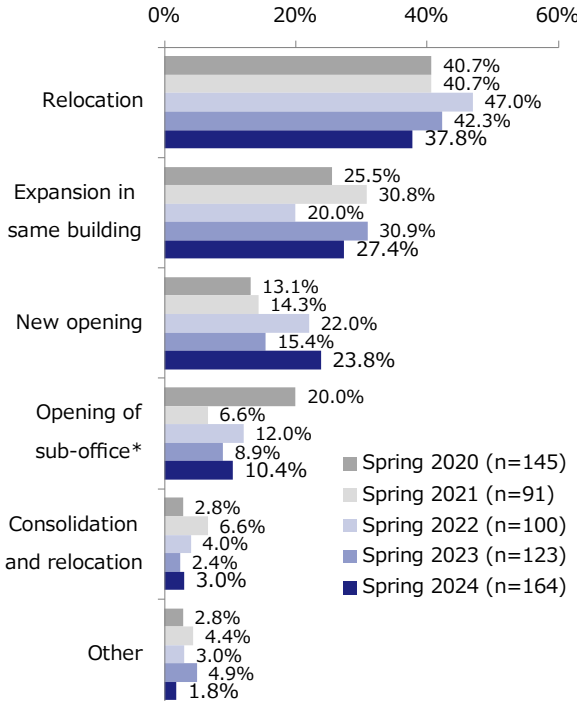 0% 20% 40% 60%
Relocation
40.7%
40.7%
47.0%
42.3%
37.8%
Expansion in
same building
25.5%
30.8%
20.0%
30.9%
27.4%
New opening
13.1%
14.3%
22.0%
15.4%
23.8%
Opening of
sub-office*
20.0%
6.6%
12.0%
8.9%
10.4%
Consolidation
and relocation
2.8%
6.6%
4.0%
2.4%
3.0%
Other
2.8%
4.4%
3.0%
4.9%
1.8%
Spring 2020 (n=145)
Spring 2021 (n=91)
Spring 2022 (n=100)
Spring 2023 (n=123)
Spring 2024 (n=164)